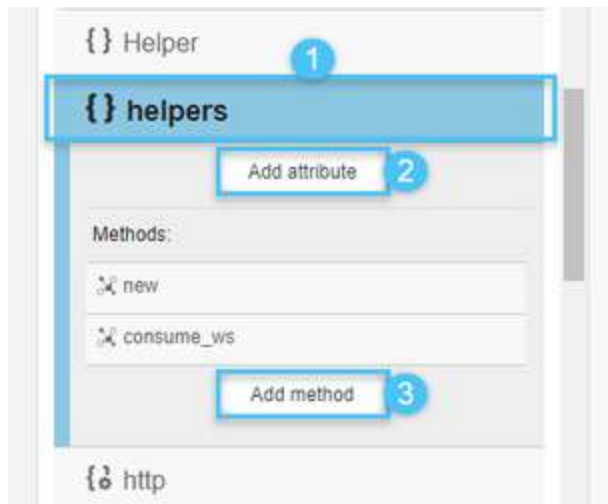 { } Helper
1
{ } helpers
Add attribute 2
Methods:
new
consume_ws
Add method 3
http